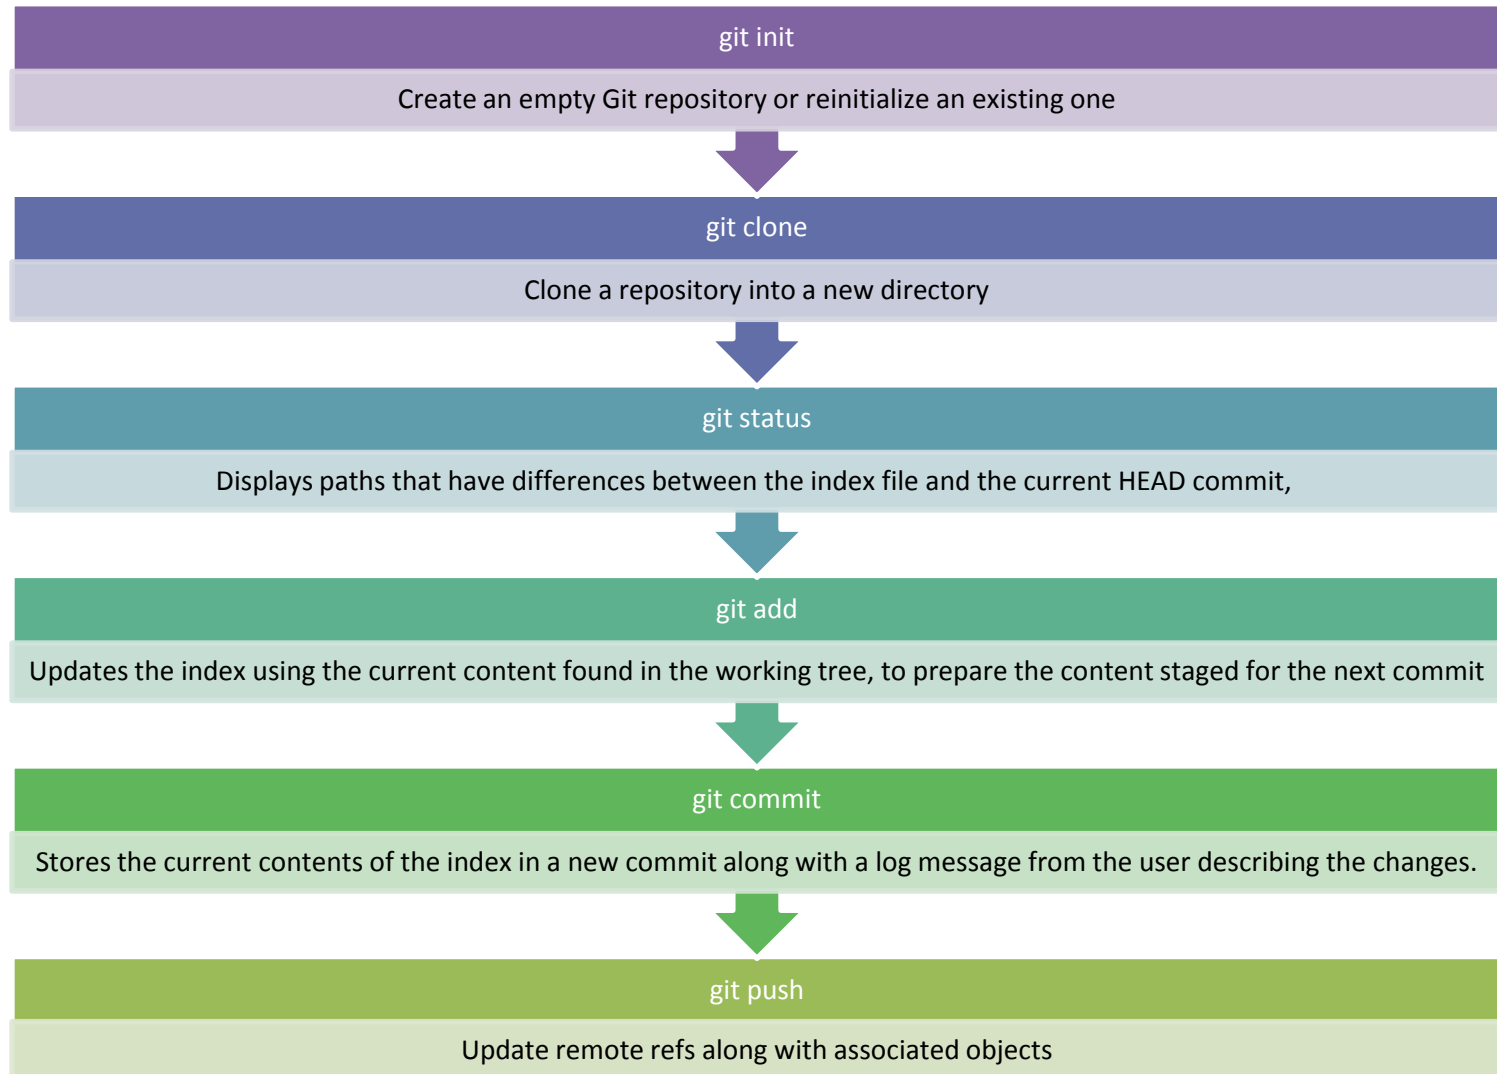 git init
Create an empty Git repository or reinitialize an existing one
git clone
Clone a repository into a new directory
git status
Displays paths that have differences between the index file and the current HEAD commit,
git add
Updates the index using the current content found in the working tree, to prepare the content staged for the next commit
git commit
Stores the current contents of the index in a new commit along with a log message from the user describing the changes.
git push
Update remote refs along with associated objects